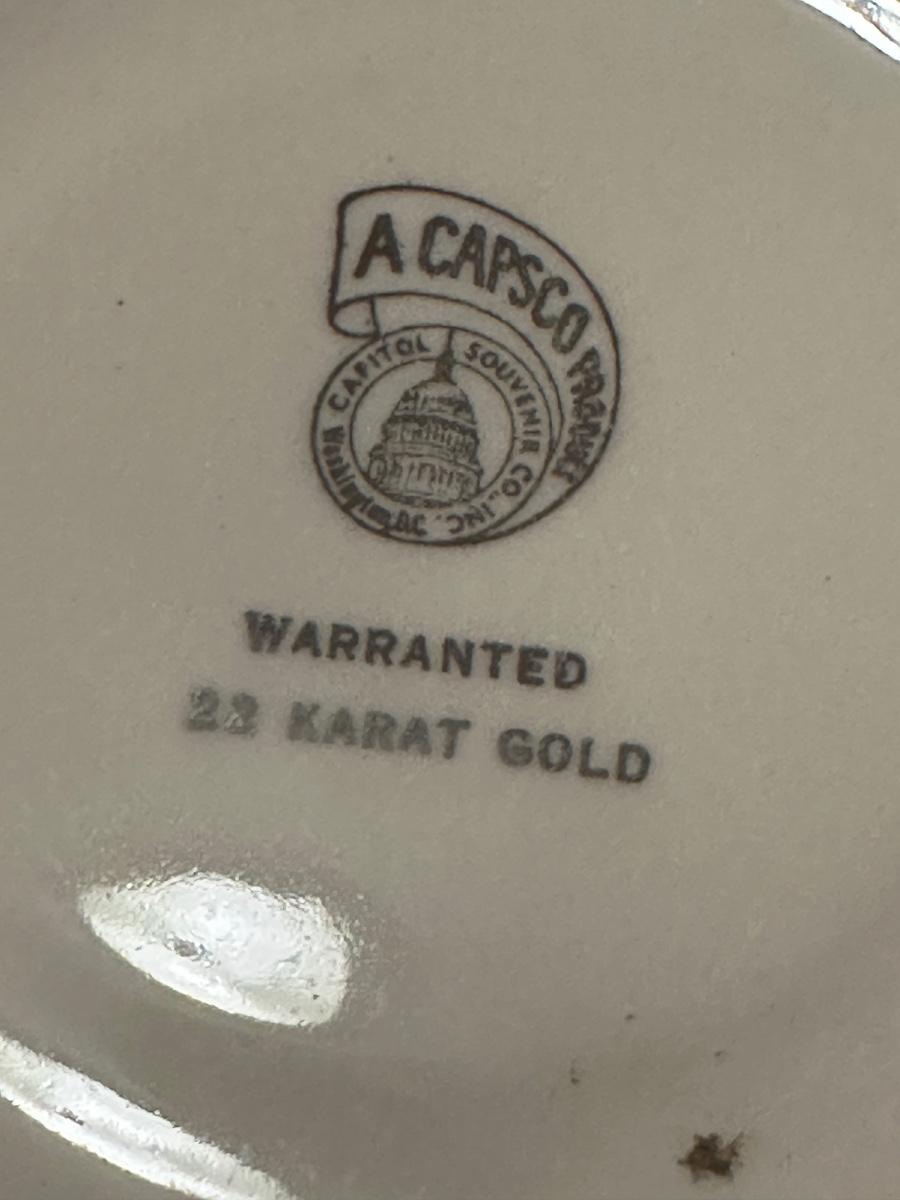 A CAPSCO PRODUCT
CAPITOL SOUVENIR CO., INC.
Washington D.C.
WARRANTED
22 KARAT GOLD